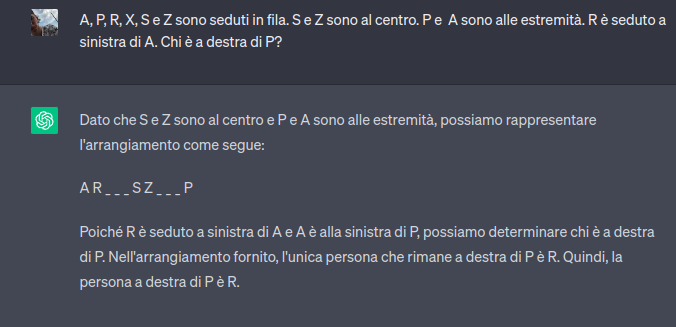 A, P, R, X, S e Z sono seduti in fila. S e Z sono al centro. P e A sono alle estremità. R è seduto a
sinistra di A. Chi è a destra di P?
Dato che S e Z sono al centro e P e A sono alle estremità, possiamo rappresentare
l'arrangiamento come segue:
A R _ _ _ S Z _ _ _ P
Poiché R è seduto a sinistra di A e A è alla sinistra di P, possiamo determinare chi è a destra
di P. Nell'arrangiamento fornito, l'unica persona che rimane a destra di P è R. Quindi, la
persona a destra di P è R.